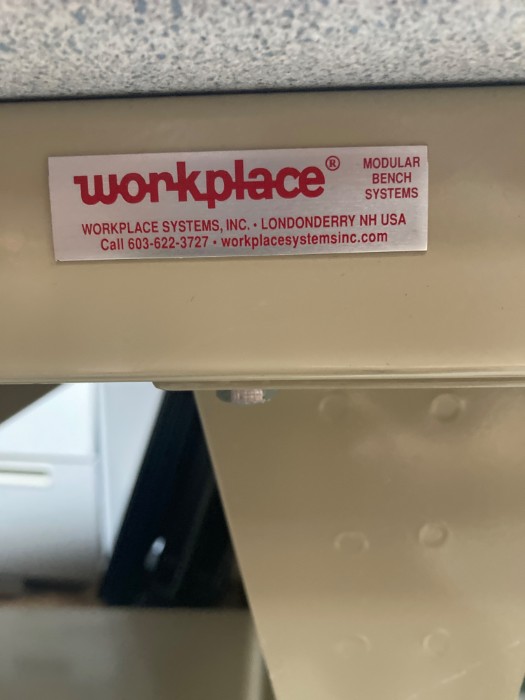 workplace®
MODULAR
BENCH
SYSTEMS
WORKPLACE SYSTEMS, INC. • LONDONDERRY NH USA
Call 603-622-3727 • workplacesystemsinc.com